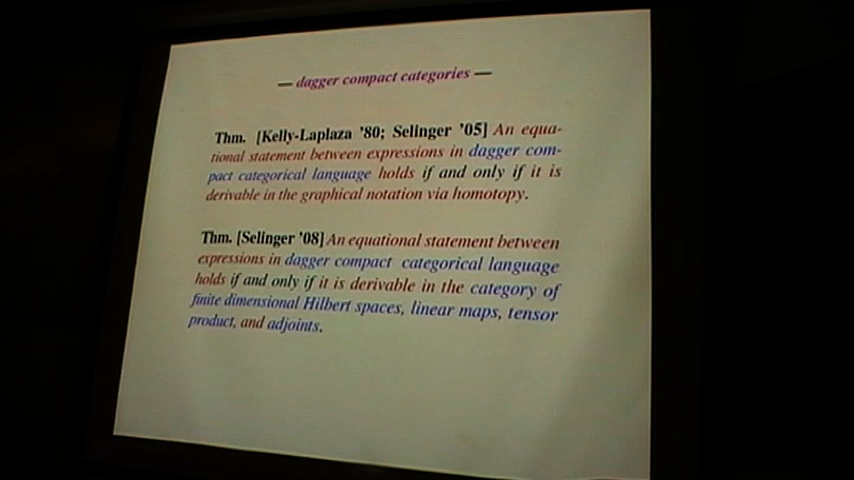 — dagger compact categories —
Thm. [Kelly-Laplaza '80; Selinger '05] An equa-
tional statement between expressions in dagger com-
pact categorical language holds if and only if it is
derivable in the graphical notation via homotopy.
Thm. [Selinger '08] An equational statement between
expressions in dagger compact categorical language
holds if and only if it is derivable in the category of
finite dimensional Hilbert spaces, linear maps, tensor
product, and adjoints.